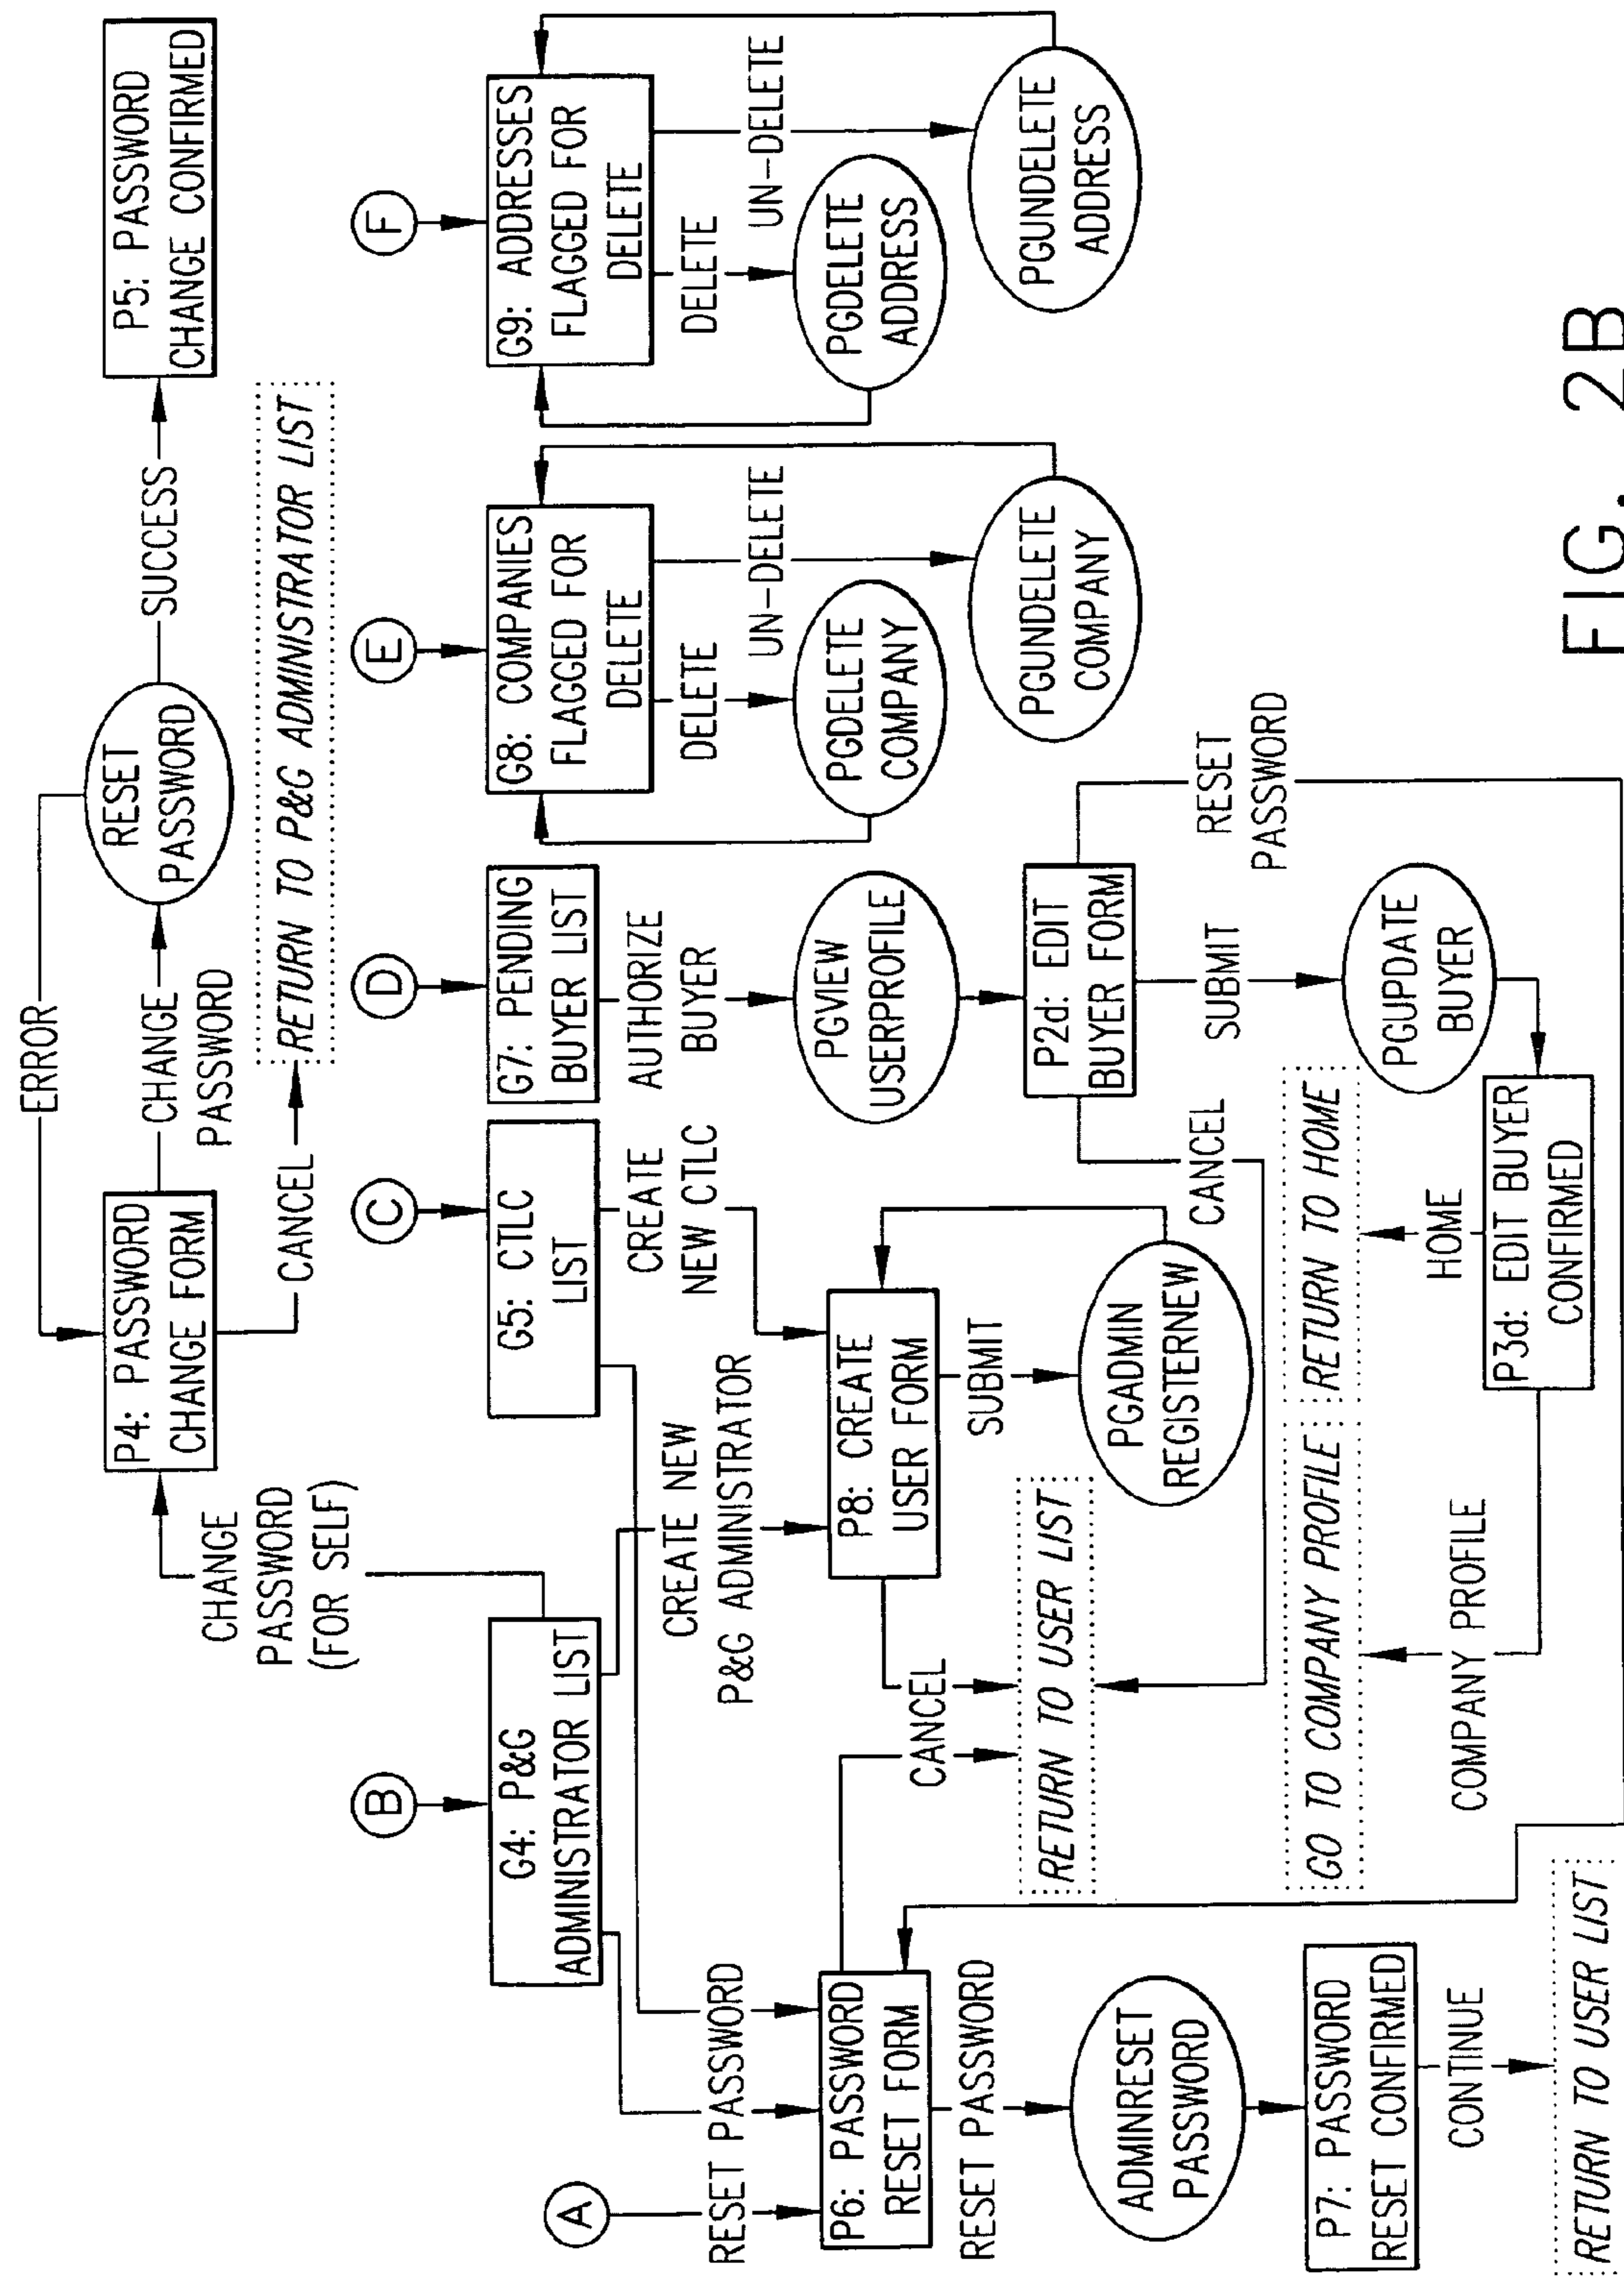 ERROR
P4: PASSWORD
CHANGE FORM
CHANGE
PASSWORD
RESET
PASSWORD
SUCCESS
P5: PASSWORD
CHANGE CONFIRMED
CANCEL
RETURN TO P&G ADMINISTRATOR LIST
CHANGE
PASSWORD
(FOR SELF)
A
B
C
D
E
F
G4: P&G
ADMINISTRATOR LIST
G5: CTLC
LIST
G7: PENDING
BUYER LIST
G8: COMPANIES
FLAGGED FOR
DELETE
G9: ADDRESSES
FLAGGED FOR
DELETE
RESET PASSWORD
CREATE NEW
P&G ADMINISTRATOR
CREATE
NEW CTLC
AUTHORIZE
BUYER
DELETE
UN-DELETE
DELETE
UN-DELETE
P6: PASSWORD
RESET FORM
P8: CREATE
USER FORM
PGVIEW
USERPROFILE
PGDELETE
COMPANY
PGDELETE
ADDRESS
RESET PASSWORD
CANCEL
SUBMIT
PGUNDELETE
COMPANY
PGUNDELETE
ADDRESS
RETURN TO USER LIST
P2d: EDIT
BUYER FORM
ADMINRESET
PASSWORD
PGADMIN
REGISTERNEW
CANCEL
SUBMIT
RESET
PASSWORD
P7: PASSWORD
RESET CONFIRMED
GO TO COMPANY PROFILE
RETURN TO HOME
PGUPDATE
BUYER
CONTINUE
COMPANY PROFILE
HOME
P3d: EDIT BUYER
CONFIRMED
RETURN TO USER LIST
FIG. 2B